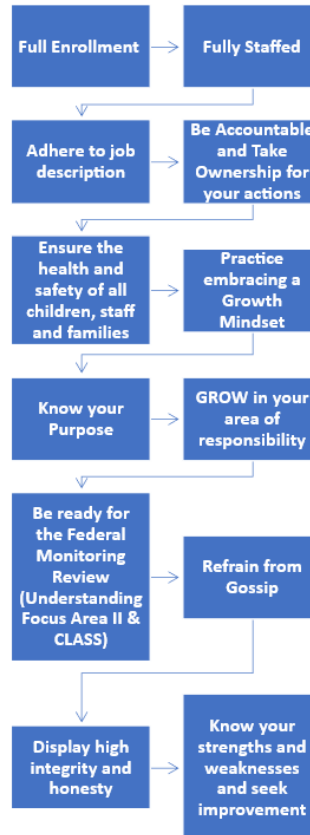 Full Enrollment
Fully Staffed
Adhere to job
description
Be Accountable
and Take
Ownership for
your actions
Ensure the
health and
safety of all
children, staff
and families
Practice
embracing a
Growth
Mindset
Know your
Purpose
GROW in your
area of
responsibility
Be ready for
the Federal
Monitoring
Review
(Understanding
Focus Area II &
CLASS)
Refrain from
Gossip
Display high
integrity and
honesty
Know your
strengths and
weaknesses
and seek
improvement